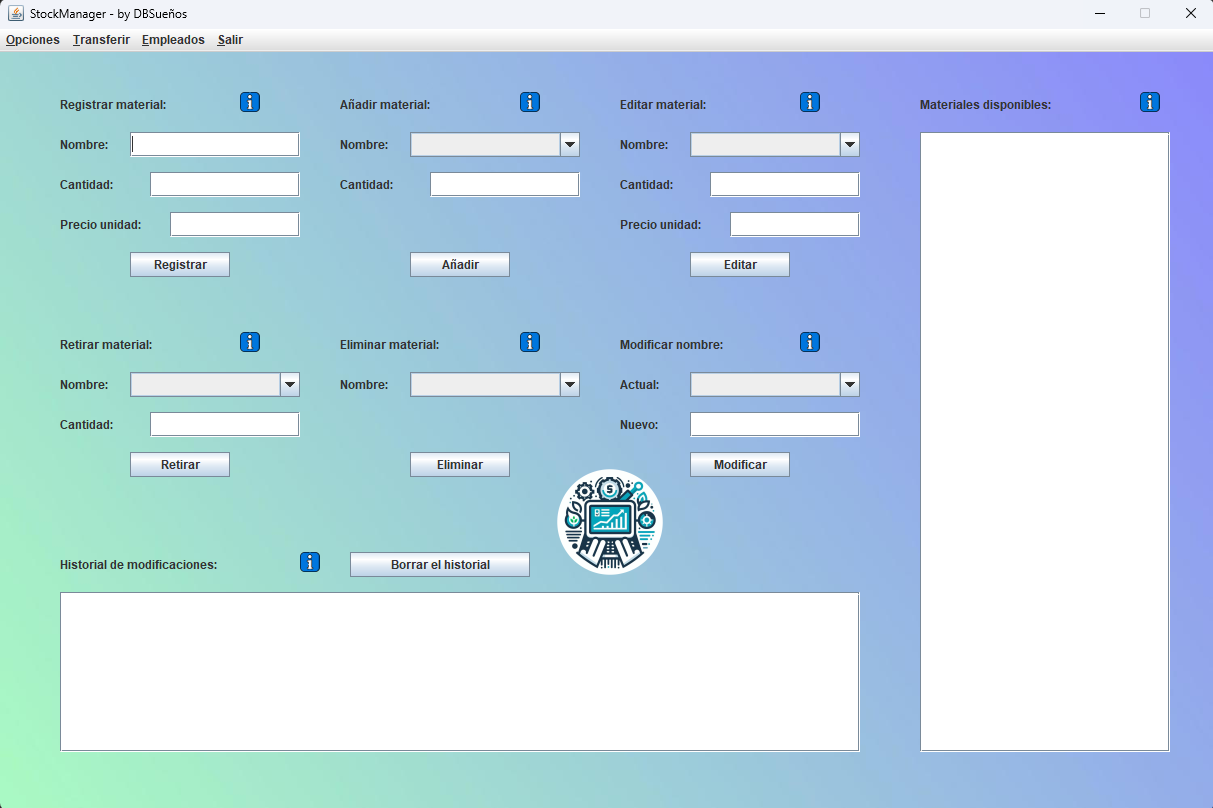 StockManager - by DBSueños
Opciones Transferir Empleados Salir
Registrar material:
Nombre:
Cantidad:
Precio unidad:
Registrar
Añadir material:
Nombre:
Cantidad:
Añadir
Editar material:
Nombre:
Cantidad:
Precio unidad:
Editar
Materiales disponibles:
Retirar material:
Nombre:
Cantidad:
Retirar
Eliminar material:
Nombre:
Eliminar
Modificar nombre:
Actual:
Nuevo:
Modificar
Historial de modificaciones:
Borrar el historial